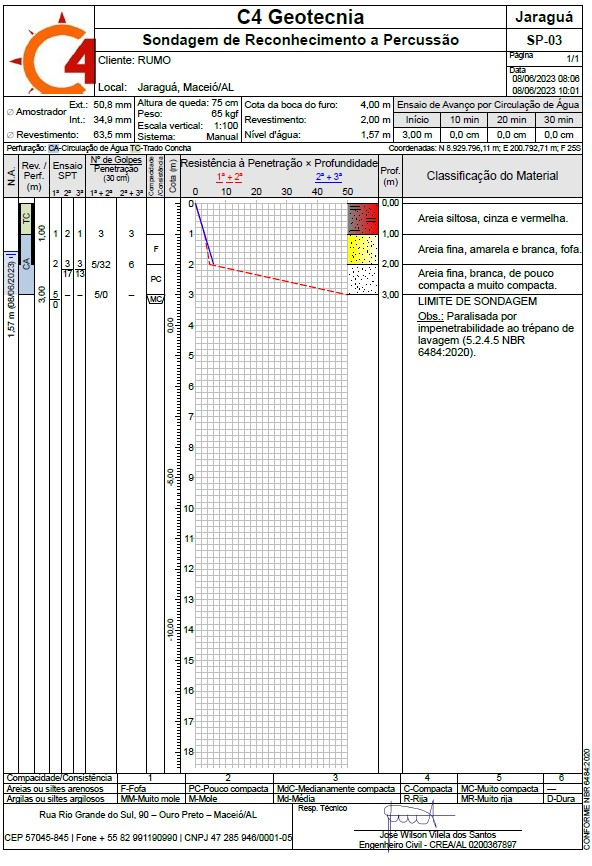 C4 Geotecnia
Jaraguá
Sondagem de Reconhecimento a Percussão
SP-03
C4
Cliente: RUMO
Página
1/1
Data
08/06/2023 08:06
08/06/2023 10:01
Local: Jaraguá, Maceió/AL
Ø Amostrador Ext.: 50,8 mm
Int.: 34,9 mm
Ø Revestimento: 63,5 mm
Altura de queda: 75 cm
Peso: 65 kgf
Escala vertical: 1:100
Sistema: Manual
Cota da boca do furo: 4,00 m
Revestimento: 2,00 m
Nível d'água: 1,57 m
Ensaio de Avanço por Circulação de Água
Início 10 min 20 min 30 min
3,00 m 0,0 cm 0,0 cm 0,0 cm
Perfuração: CA-Circulação de Água TC-Trado Concha
Coordenadas: N 8.929.796,11 m; E 200.792,71 m; F 25S
N.A.
Rev. / Perf. (m)
Ensaio SPT
1ª 2ª 3ª
Nº de Golpes
Penetração
(30 cm)
1ª + 2ª 2ª + 3ª
Compacidade
/Consistência
Cota (m)
Resistência à Penetração × Profundidade
1ª + 2ª 2ª + 3ª
0 10 20 30 40 50
Prof. (m)
Classificação do Material
TC
1,00
CA
3,00
1,57 m (08/06/2023)
1 2 1 3 3
2 3 3 5/32 6
17 13
5 – – 5/0 –
0
F
PC
MC
0,00
-5,00
-10,00
0
1
2
3
4
5
6
7
8
9
10
11
12
13
14
15
16
17
18
0,00
Areia siltosa, cinza e vermelha.
1,00
Areia fina, amarela e branca, fofa.
2,00
Areia fina, branca, de pouco
compacta a muito compacta.
3,00
LIMITE DE SONDAGEM
Obs.: Paralisada por
impenetrabilidade ao trépano de
lavagem (5.2.4.5 NBR
6484:2020).
Compacidade/Consistência 1 2 3 4 5 6
Areias ou siltes arenosos F-Fofa PC-Pouco compacta MdC-Medianamente compacta C-Compacta MC-Muito compacta —
Argilas ou siltes argilosos MM-Muito mole M-Mole Md-Média R-Rija MR-Muito rija D-Dura
Rua Rio Grande do Sul, 90 – Ouro Preto – Maceió/AL
CEP 57045-845 | Fone + 55 82 991190990 | CNPJ 47 285 946/0001-05
Resp. Técnico
José Wilson Vilela dos Santos
Engenheiro Civil - CREA/AL 0200367897
CONFORME NBR 6484:2020